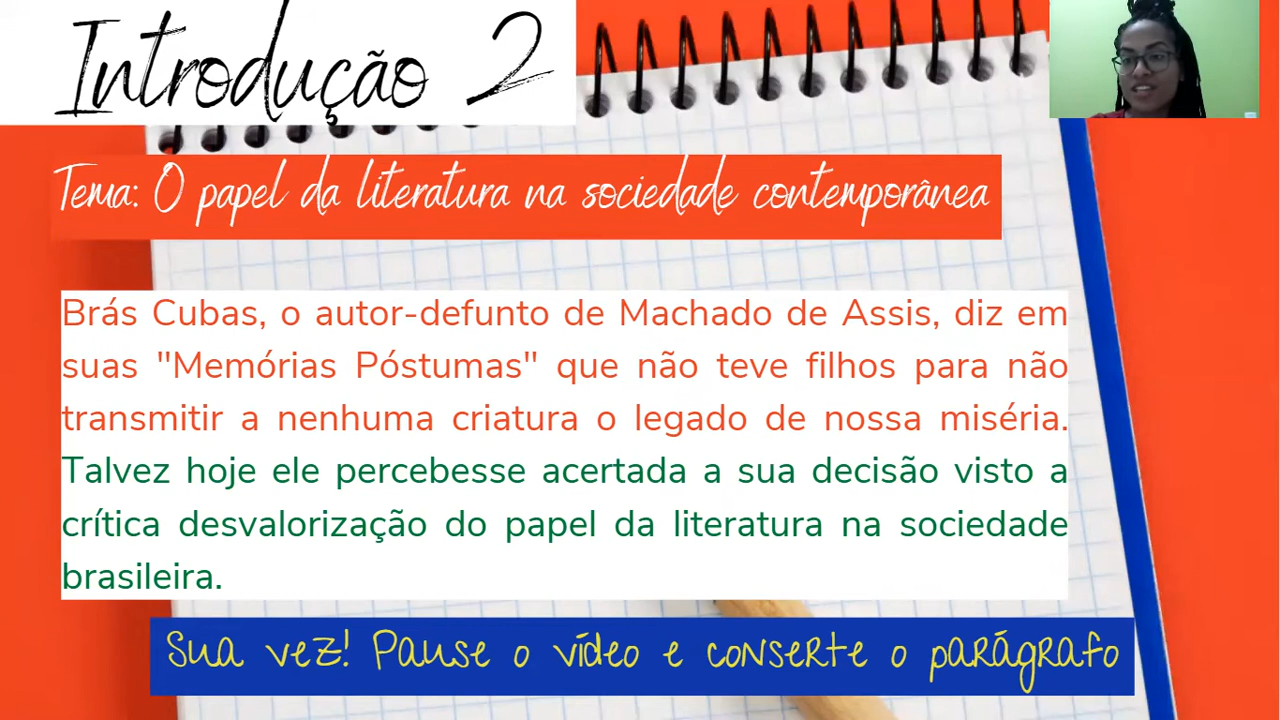 Introdução 2
Tema: O papel da literatura na sociedade contemporânea
Brás Cubas, o autor-defunto de Machado de Assis, diz em
suas "Memórias Póstumas" que não teve filhos para não
transmitir a nenhuma criatura o legado de nossa miséria.
Talvez hoje ele percebesse acertada a sua decisão visto a
crítica desvalorização do papel da literatura na sociedade
brasileira.
Sua vez! Pause o vídeo e conserte o parágrafo